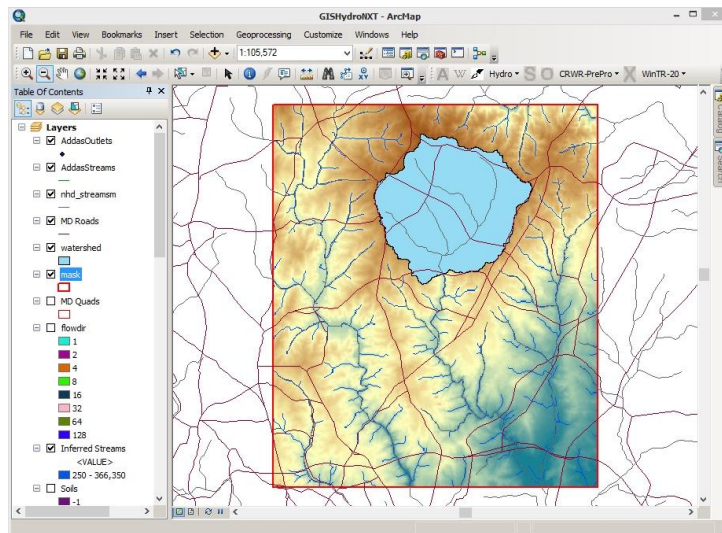 GISHydroNXT - ArcMap
File Edit View Bookmarks Insert Selection Geoprocessing Customize Windows Help
1:105,572
A W Hydro S O CRWR-PrePro X WinTR-20
Table Of Contents
Layers
AddasOutlets
AddasStreams
nhd_streamsm
MD Roads
watershed
mask
MD Quads
flowdir
1
2
4
8
16
32
64
128
Inferred Streams
<VALUE>
250 - 366,350
Soils
-1